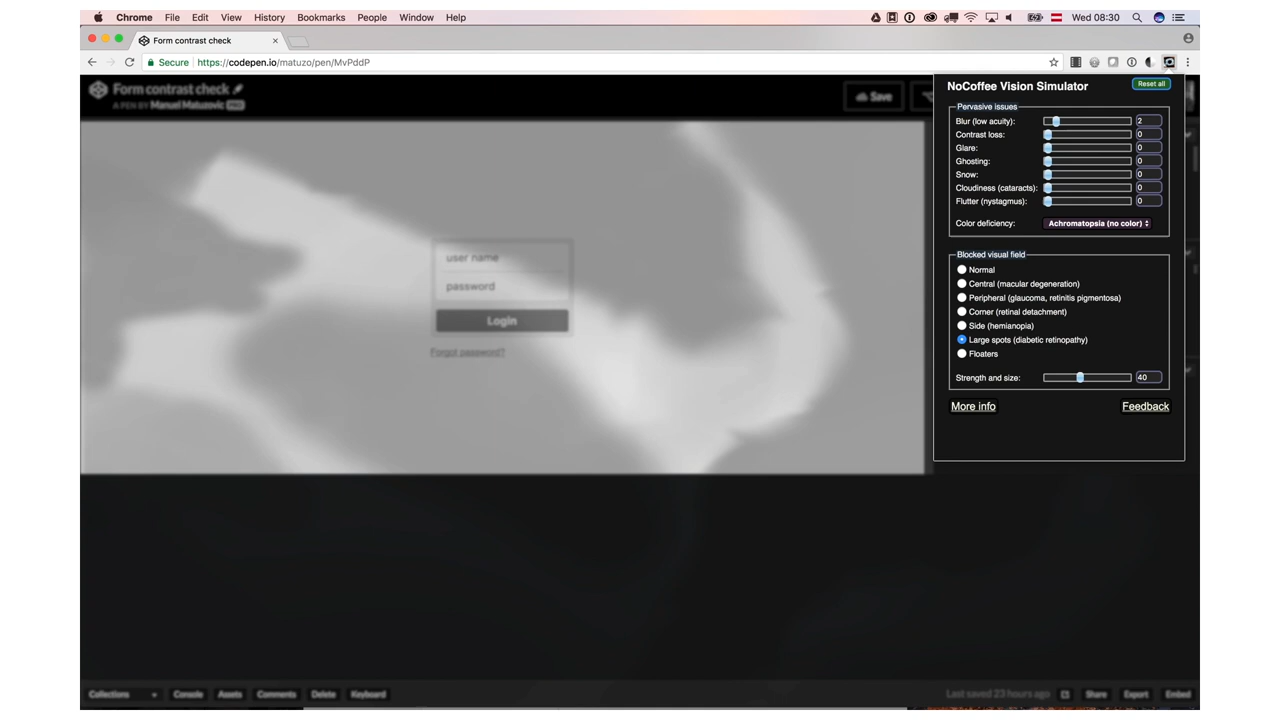 Chrome File Edit View History Bookmarks People Window Help
Wed 08:30
Form contrast check
Secure https://codepen.io/matuzo/pen/MvPddP
Form contrast check
A PEN BY Manuel Matuzovic PRO
Save
NoCoffee Vision Simulator
Reset all
Pervasive issues
Blur (low acuity): 2
Contrast loss: 0
Glare: 0
Ghosting: 0
Snow: 0
Cloudiness (cataracts): 0
Flutter (nystagmus): 0
Color deficiency: Achromatopsia (no color)
Blocked visual field
Normal
Central (macular degeneration)
Peripheral (glaucoma, retinitis pigmentosa)
Corner (retinal detachment)
Side (hemianopia)
Large spots (diabetic retinopathy)
Floaters
Strength and size: 40
More info Feedback
user name
password
Login
Forgot password?
Collections Console Assets Comments Delete Keyboard
Last saved 23 hours ago Share Export Embed